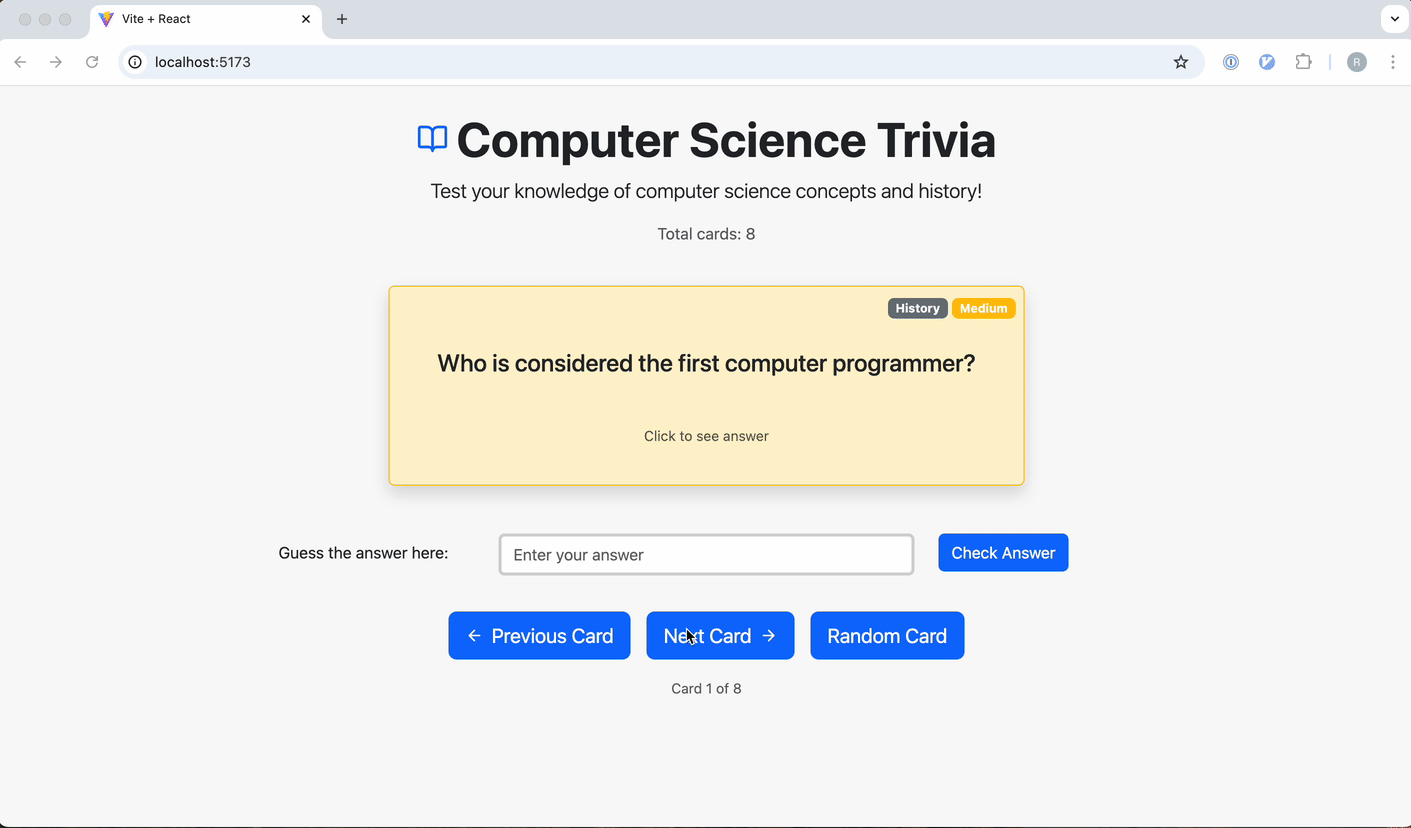 Vite + React
localhost:5173
R
Computer Science Trivia
Test your knowledge of computer science concepts and history!
Total cards: 8
History Medium
Who is considered the first computer programmer?
Click to see answer
Guess the answer here: Enter your answer Check Answer
← Previous Card Next Card → Random Card
Card 1 of 8